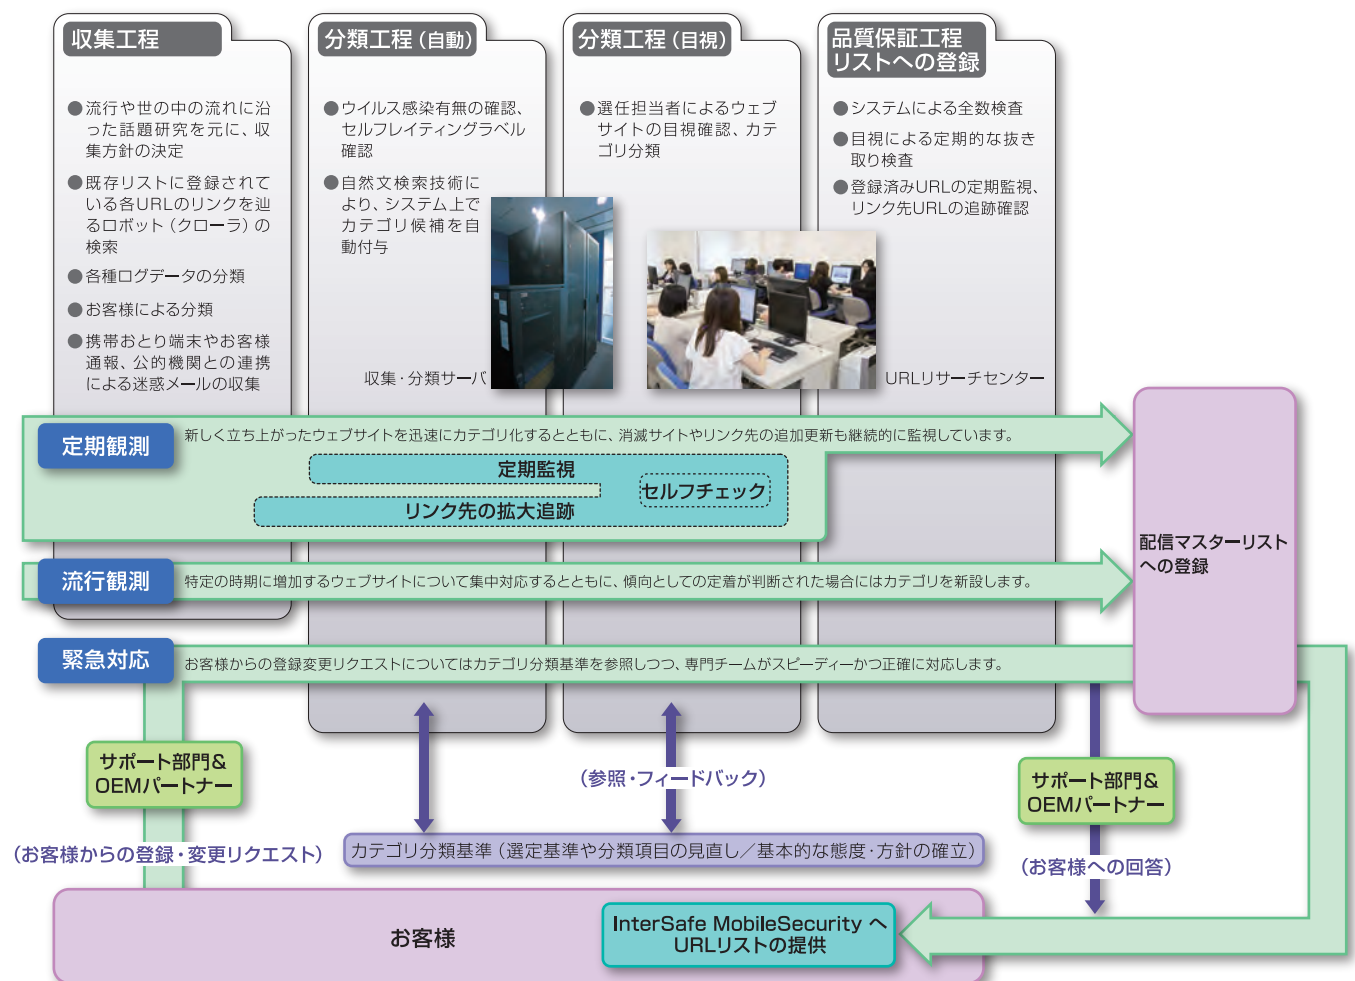 収集工程
●流行や世の中の流れに沿
った話題研究を元に、収
集方針の決定
●既存リストに登録されて
いる各URLのリンクを辿
るロボット（クローラ）の
検索
●各種ログデータの分類
●お客様による分類
●携帯おとり端末やお客様
通報、公的機関との連携
による迷惑メールの収集
分類工程（自動）
●ウイルス感染有無の確認、
セルフレイティングラベル
確認
●自然文検索技術に
より、システム上で
カテゴリ候補を自
動付与
収集・分類サーバ
分類工程（目視）
●選任担当者によるウェブ
サイトの目視確認、カテ
ゴリ分類
品質保証工程
リストへの登録
●システムによる全数検査
●目視による定期的な抜き
取り検査
●登録済みURLの定期監視、
リンク先URLの追跡確認
URLリサーチセンター
定期観測
新しく立ち上がったウェブサイトを迅速にカテゴリ化するとともに、消滅サイトやリンク先の追加更新も継続的に監視しています。
定期監視
セルフチェック
リンク先の拡大追跡
流行観測
特定の時期に増加するウェブサイトについて集中対応するとともに、傾向としての定着が判断された場合にはカテゴリを新設します。
配信マスターリスト
への登録
緊急対応
お客様からの登録変更リクエストについてはカテゴリ分類基準を参照しつつ、専門チームがスピーディーかつ正確に対応します。
サポート部門&
OEMパートナー
（参照・フィードバック）
サポート部門&
OEMパートナー
（お客様からの登録・変更リクエスト）
カテゴリ分類基準（選定基準や分類項目の見直し／基本的な態度・方針の確立）
（お客様への回答）
お客様
InterSafe MobileSecurity へ
URLリストの提供